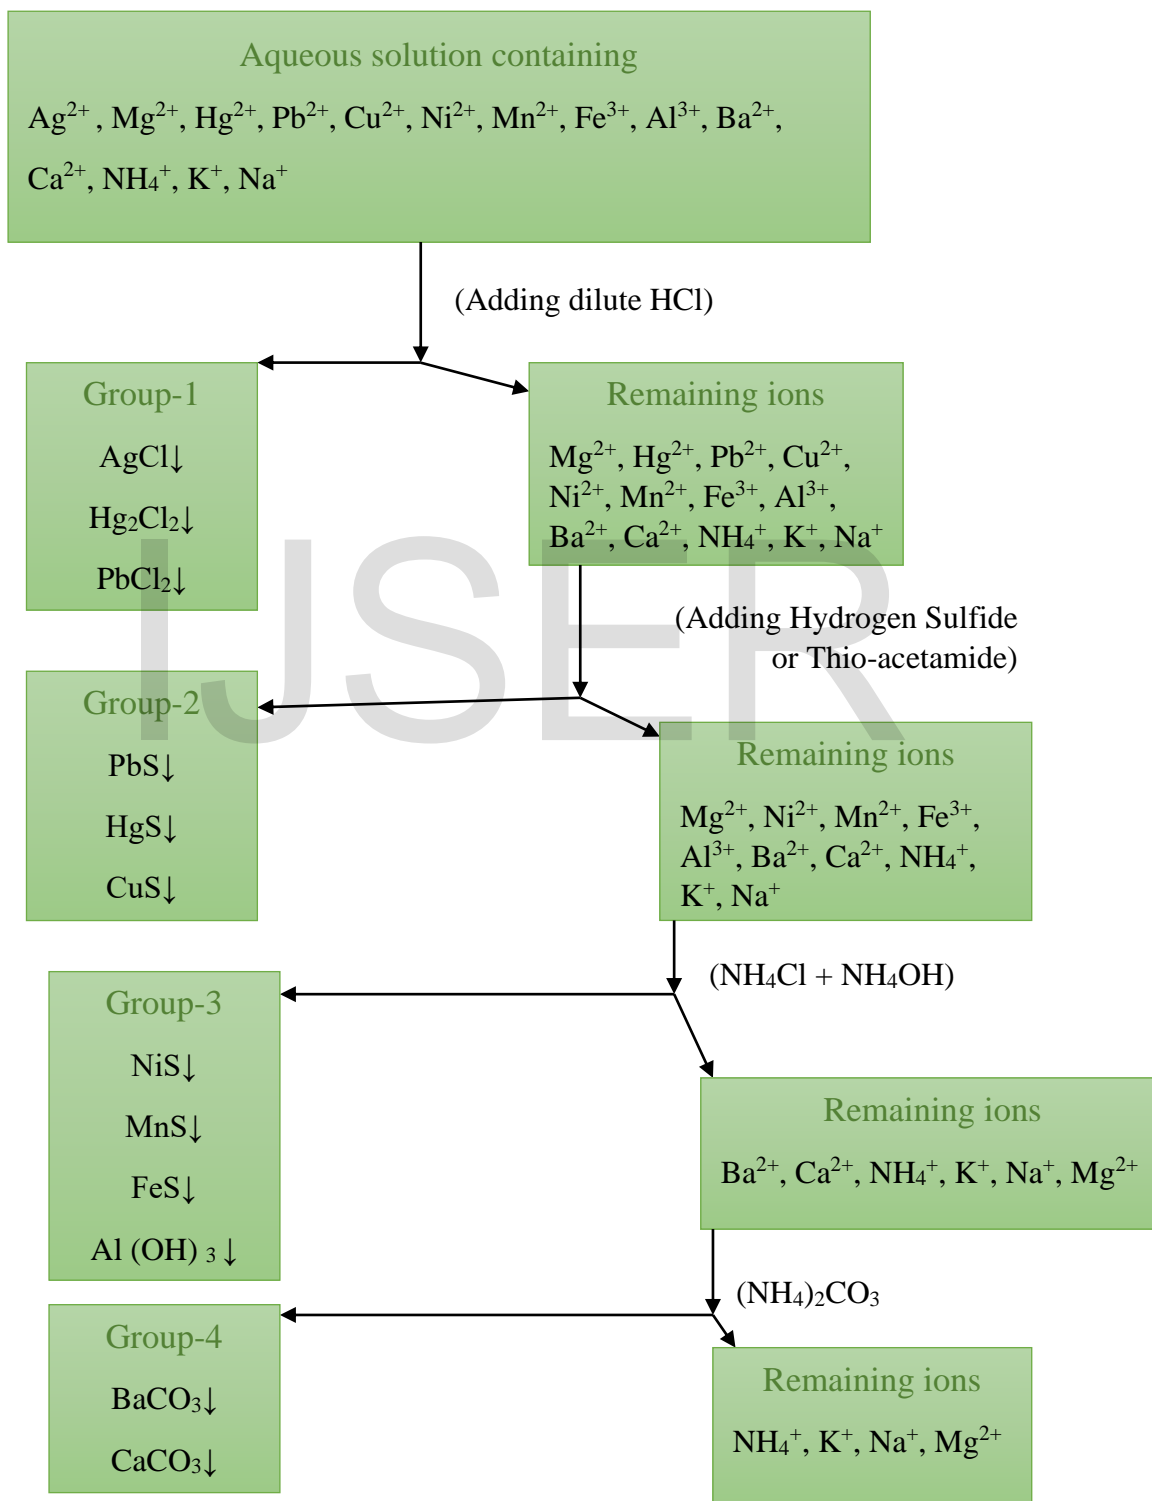 Aqueous solution containing
Ag²⁺ , Mg²⁺, Hg²⁺, Pb²⁺, Cu²⁺, Ni²⁺, Mn²⁺, Fe³⁺, Al³⁺, Ba²⁺,
Ca²⁺, NH₄⁺, K⁺, Na⁺
(Adding dilute HCl)
Group-1
AgCl↓
Hg₂Cl₂↓
PbCl₂↓
Remaining ions
Mg²⁺, Hg²⁺, Pb²⁺, Cu²⁺,
Ni²⁺, Mn²⁺, Fe³⁺, Al³⁺,
Ba²⁺, Ca²⁺, NH₄⁺, K⁺, Na⁺
IJSER
(Adding Hydrogen Sulfide
or Thio-acetamide)
Group-2
PbS↓
HgS↓
CuS↓
Remaining ions
Mg²⁺, Ni²⁺, Mn²⁺, Fe³⁺,
Al³⁺, Ba²⁺, Ca²⁺, NH₄⁺,
K⁺, Na⁺
(NH₄Cl + NH₄OH)
Group-3
NiS↓
MnS↓
FeS↓
Al (OH) ₃ ↓
Remaining ions
Ba²⁺, Ca²⁺, NH₄⁺, K⁺, Na⁺, Mg²⁺
(NH₄)₂CO₃
Group-4
BaCO₃↓
CaCO₃↓
Remaining ions
NH₄⁺, K⁺, Na⁺, Mg²⁺